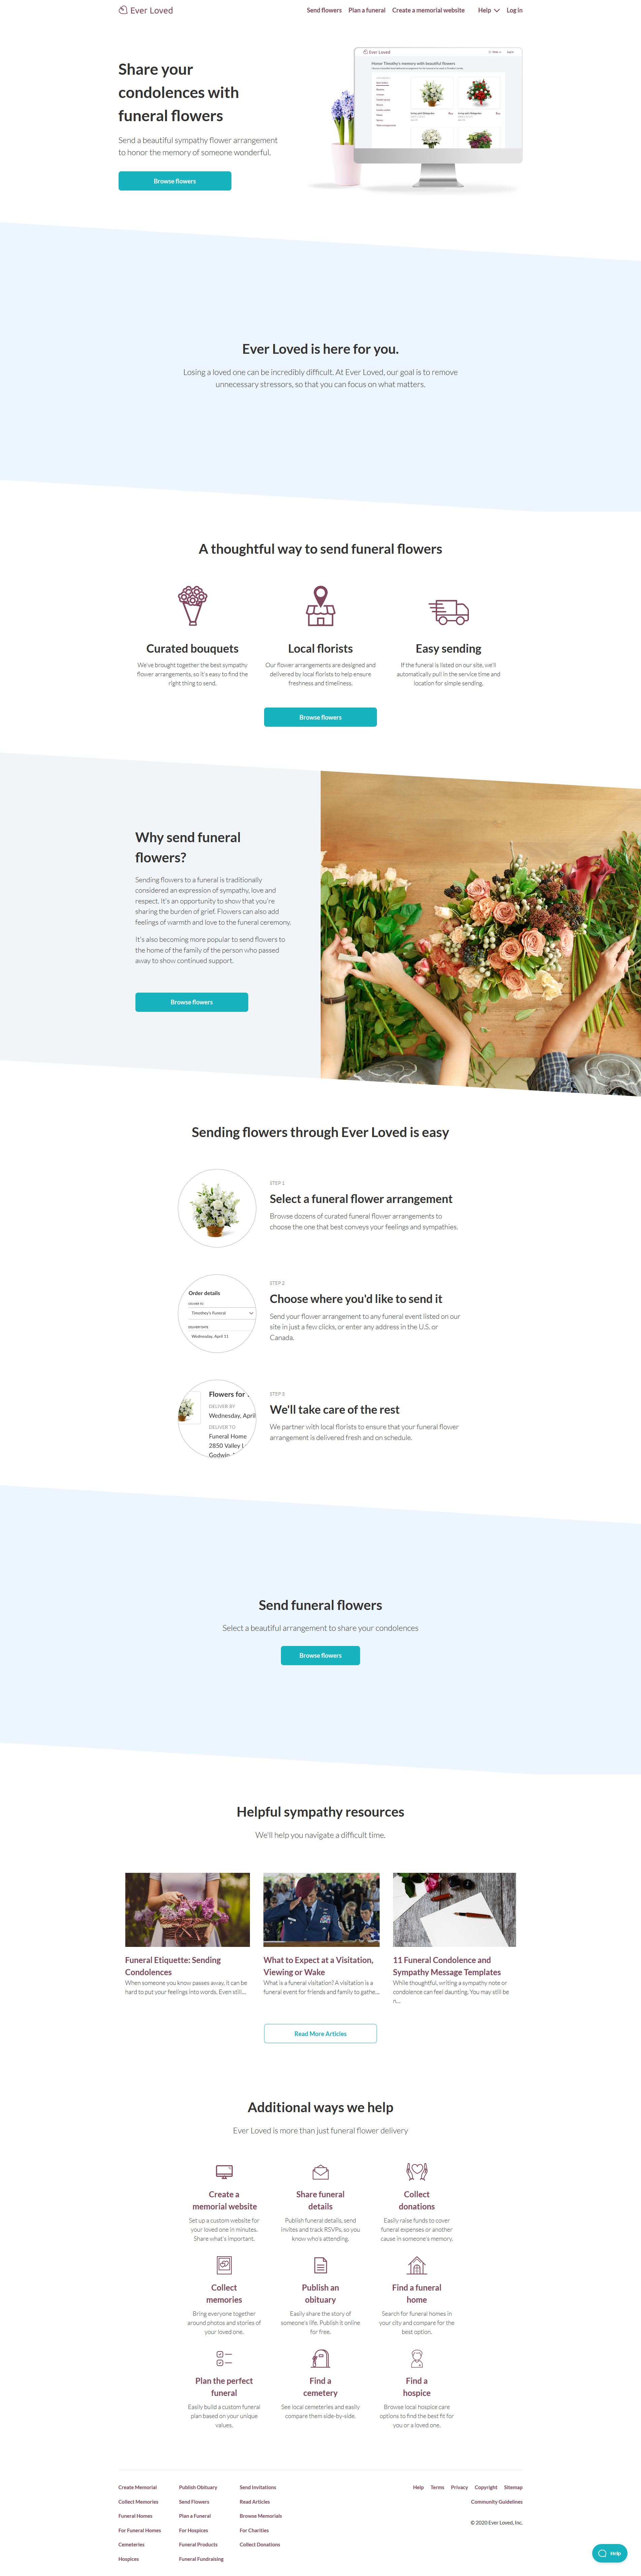 Ever Loved
Send flowers Plan a funeral Create a memorial website Help Log in
Share your
condolences with
funeral flowers
Send a beautiful sympathy flower arrangement
to honor the memory of someone wonderful.
Browse flowers
Ever Loved
Honor Timothy's memory with beautiful flowers
Ever Loved is here for you.
Losing a loved one can be incredibly difficult. At Ever Loved, our goal is to remove
unnecessary stressors, so that you can focus on what matters.
A thoughtful way to send funeral flowers
Curated bouquets
We've brought together the best sympathy
flower arrangements, so it's easy to find the
right thing to send.
Local florists
Our flower arrangements are designed and
delivered by local florists to help ensure
freshness and timeliness.
Easy sending
If the funeral is listed on our site, we'll
automatically pull in the service time and
location for simple sending.
Browse flowers
Why send funeral
flowers?
Sending flowers to a funeral is traditionally
considered an expression of sympathy, love and
respect. It's an opportunity to show that you're
sharing the burden of grief. Flowers can also add
feelings of warmth and love to the funeral ceremony.
It's also becoming more popular to send flowers to
the home of the family of the person who passed
away to show continued support.
Browse flowers
Sending flowers through Ever Loved is easy
STEP 1
Select a funeral flower arrangement
Browse dozens of curated funeral flower arrangements to
choose the one that best conveys your feelings and sympathies.
Order details
DELIVER TO
Timothey's Funeral
DELIVERY DATE
Wednesday, April 11
STEP 2
Choose where you'd like to send it
Send your flower arrangement to any funeral event listed on our
site in just a few clicks, or enter any address in the U.S. or
Canada.
Flowers for
DELIVER BY
Wednesday, April
DELIVER TO
Funeral Home
2850 Valley
Godwin
STEP 3
We'll take care of the rest
We partner with local florists to ensure that your funeral flower
arrangement is delivered fresh and on schedule.
Send funeral flowers
Select a beautiful arrangement to share your condolences
Browse flowers
Helpful sympathy resources
We'll help you navigate a difficult time.
Funeral Etiquette: Sending
Condolences
When someone you know passes away, it can be
hard to put your feelings into words. Even still...
What to Expect at a Visitation,
Viewing or Wake
What is a funeral visitation? A visitation is a
funeral event for friends and family to gathe...
11 Funeral Condolence and
Sympathy Message Templates
While thoughtful, writing a sympathy note or
condolence can feel daunting. You may still be
n...
Read More Articles
Additional ways we help
Ever Loved is more than just funeral flower delivery
Create a
memorial website
Set up a custom website for
your loved one in minutes.
Share what's important.
Share funeral
details
Publish funeral details, send
invites and track RSVPs, so you
know who's attending.
Collect
donations
Easily raise funds to cover
funeral expenses or another
cause in someone's memory.
Collect
memories
Bring everyone together
around photos and stories of
your loved one.
Publish an
obituary
Easily share the story of
someone's life. Publish it online
for free.
Find a funeral
home
Search for funeral homes in
your city and compare for the
best option.
Plan the perfect
funeral
Easily build a custom funeral
plan based on your unique
values.
Find a
cemetery
See local cemeteries and easily
compare them side-by-side.
Find a
hospice
Browse local hospice care
options to find the best fit for
you or a loved one.
Create Memorial Publish Obituary Send Invitations
Collect Memories Send Flowers Read Articles
Funeral Homes Plan a Funeral Browse Memorials
For Funeral Homes For Hospices For Charities
Cemeteries Funeral Products Collect Donations
Hospices Funeral Fundraising
Help Terms Privacy Copyright Sitemap
Community Guidelines
© 2020 Ever Loved, Inc.
Help